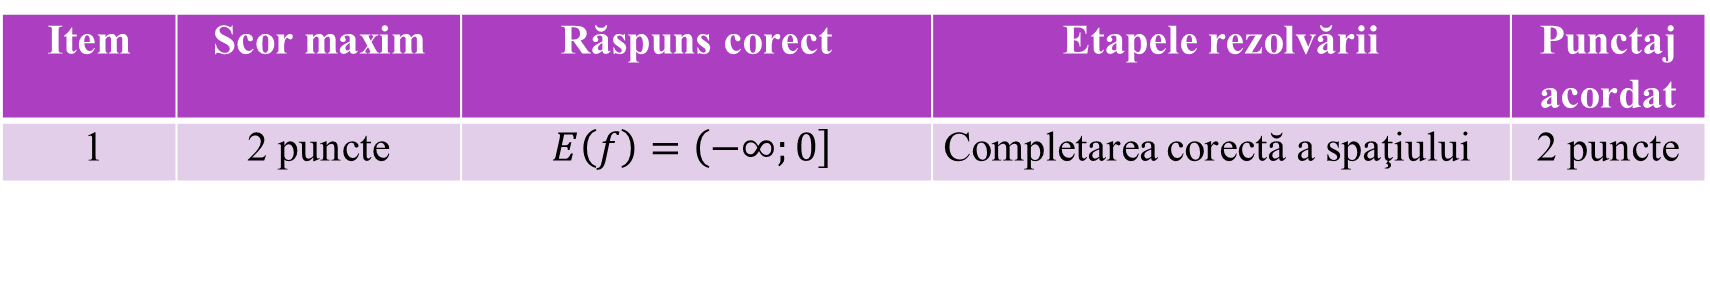 Item Scor maxim Răspuns corect Etapele rezolvării Punctaj
acordat
1 2 puncte E(f) = (−∞; 0] Completarea corectă a spaţiului 2 puncte